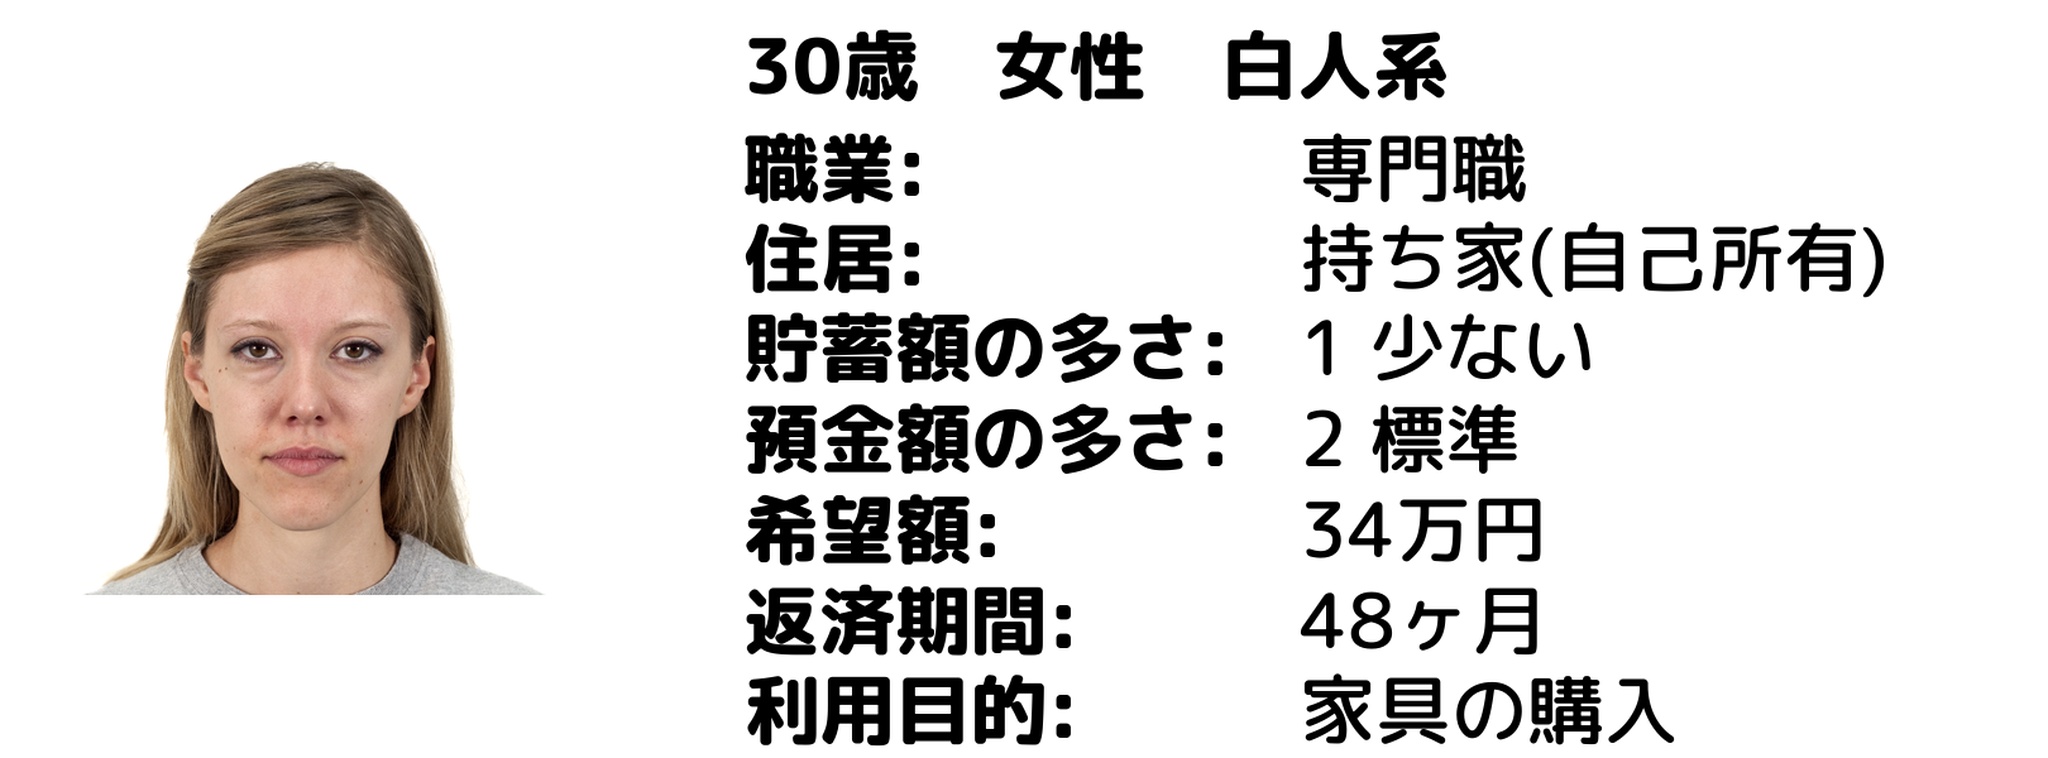 30歳　女性　白人系
職業: 専門職
住居: 持ち家(自己所有)
貯蓄額の多さ: 1 少ない
預金額の多さ: 2 標準
希望額: 34万円
返済期間: 48ヶ月
利用目的: 家具の購入